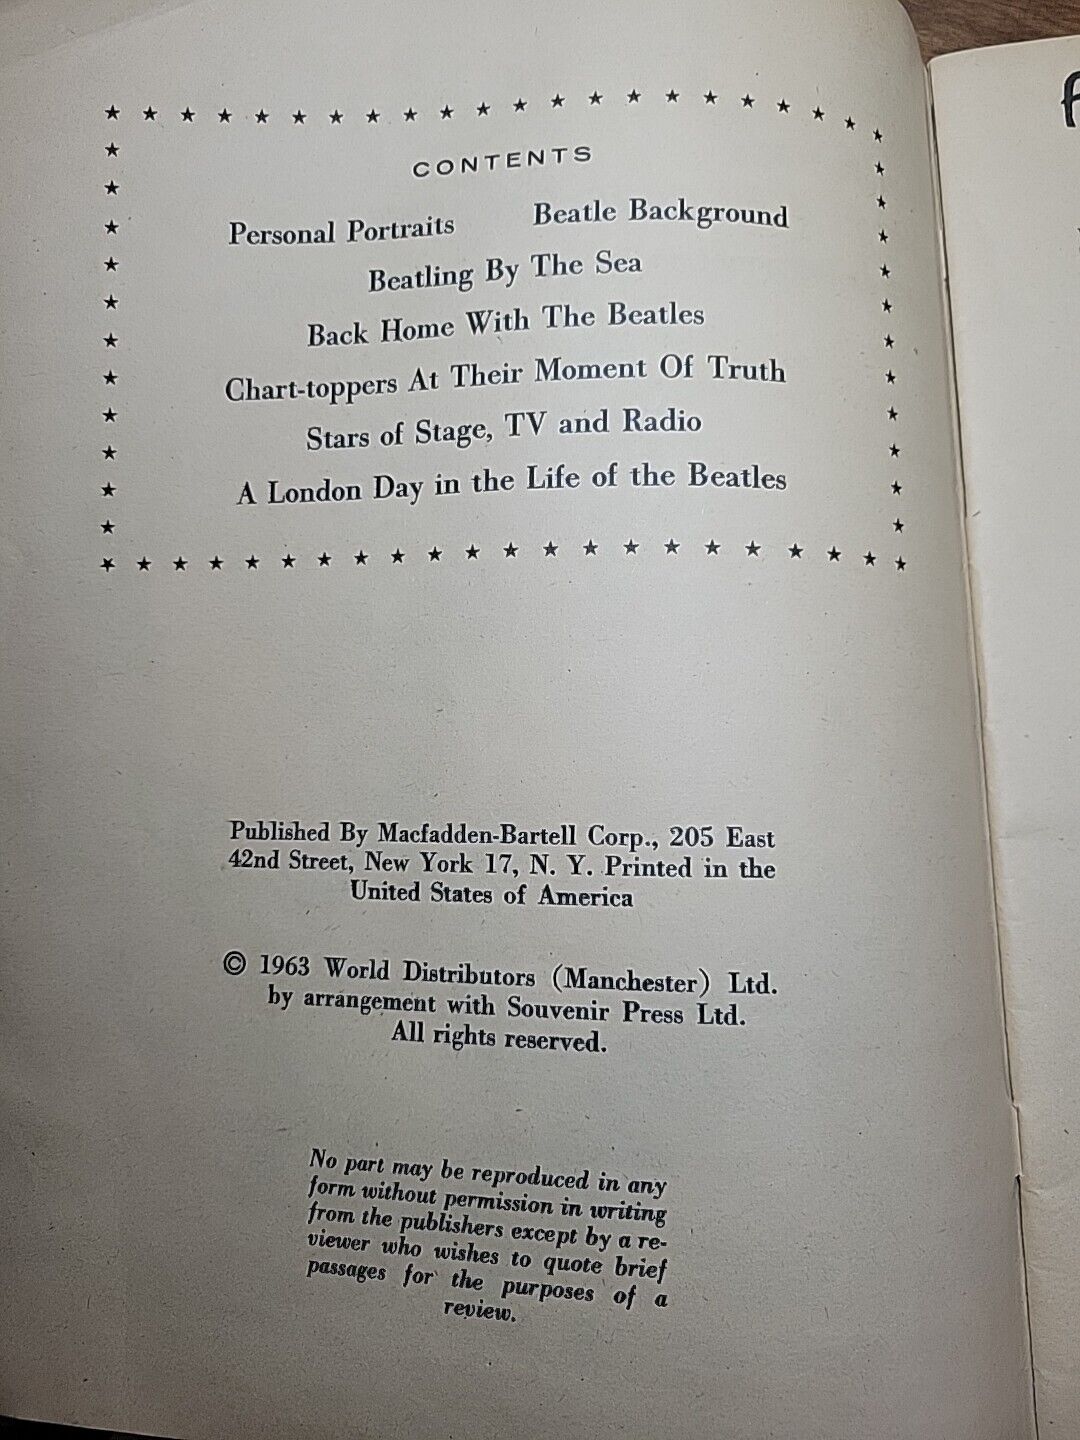 CONTENTS
Personal Portraits Beatle Background
Beatling By The Sea
Back Home With The Beatles
Chart-toppers At Their Moment Of Truth
Stars of Stage, TV and Radio
A London Day in the Life of the Beatles
Published By Macfadden-Bartell Corp., 205 East
42nd Street, New York 17, N. Y. Printed in the
United States of America
© 1963 World Distributors (Manchester) Ltd.
by arrangement with Souvenir Press Ltd.
All rights reserved.
No part may be reproduced in any
form without permission in writing
from the publishers except by a re-
viewer who wishes to quote brief
passages for the purposes of a
review.